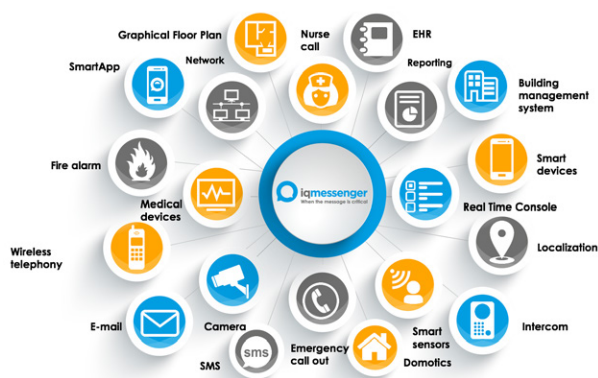 Graphical Floor Plan
Nurse
call
EHR
SmartApp
Network
Reporting
Building
management
system
Fire alarm
Smart
devices
Medical
devices
iqmessenger
When the message is critical
Real Time Console
Wireless
telephony
Localization
E-mail
Camera
SMS
sms
Emergency
call out
Smart
sensors
Domotics
Intercom